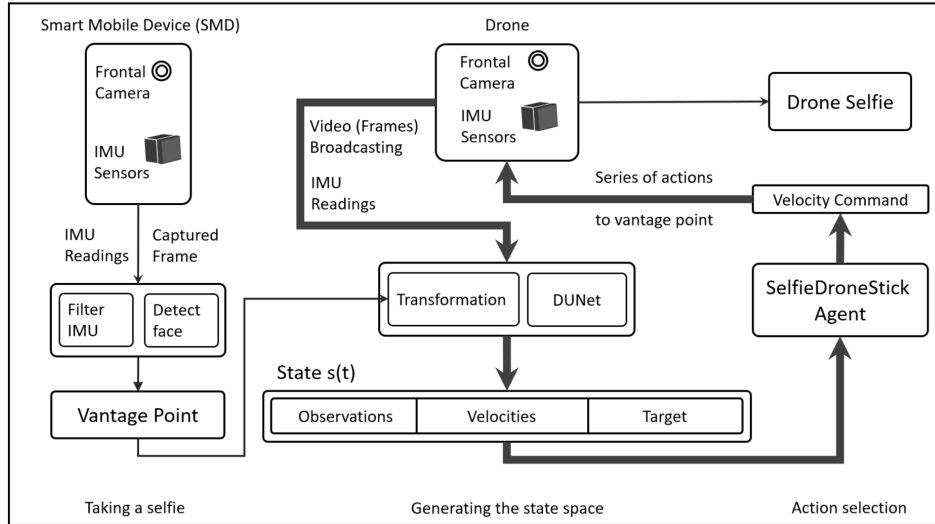 Smart Mobile Device (SMD)
Frontal
Camera
IMU
Sensors
IMU
Readings
Captured
Frame
Filter
IMU
Detect
face
Vantage Point
Taking a selfie
Drone
Frontal
Camera
IMU
Sensors
Video (Frames)
Broadcasting
IMU
Readings
Transformation
DUNet
State s(t)
Observations
Velocities
Target
Generating the state space
Drone Selfie
Series of actions
to vantage point
Velocity Command
SelfieDroneStick
Agent
Action selection